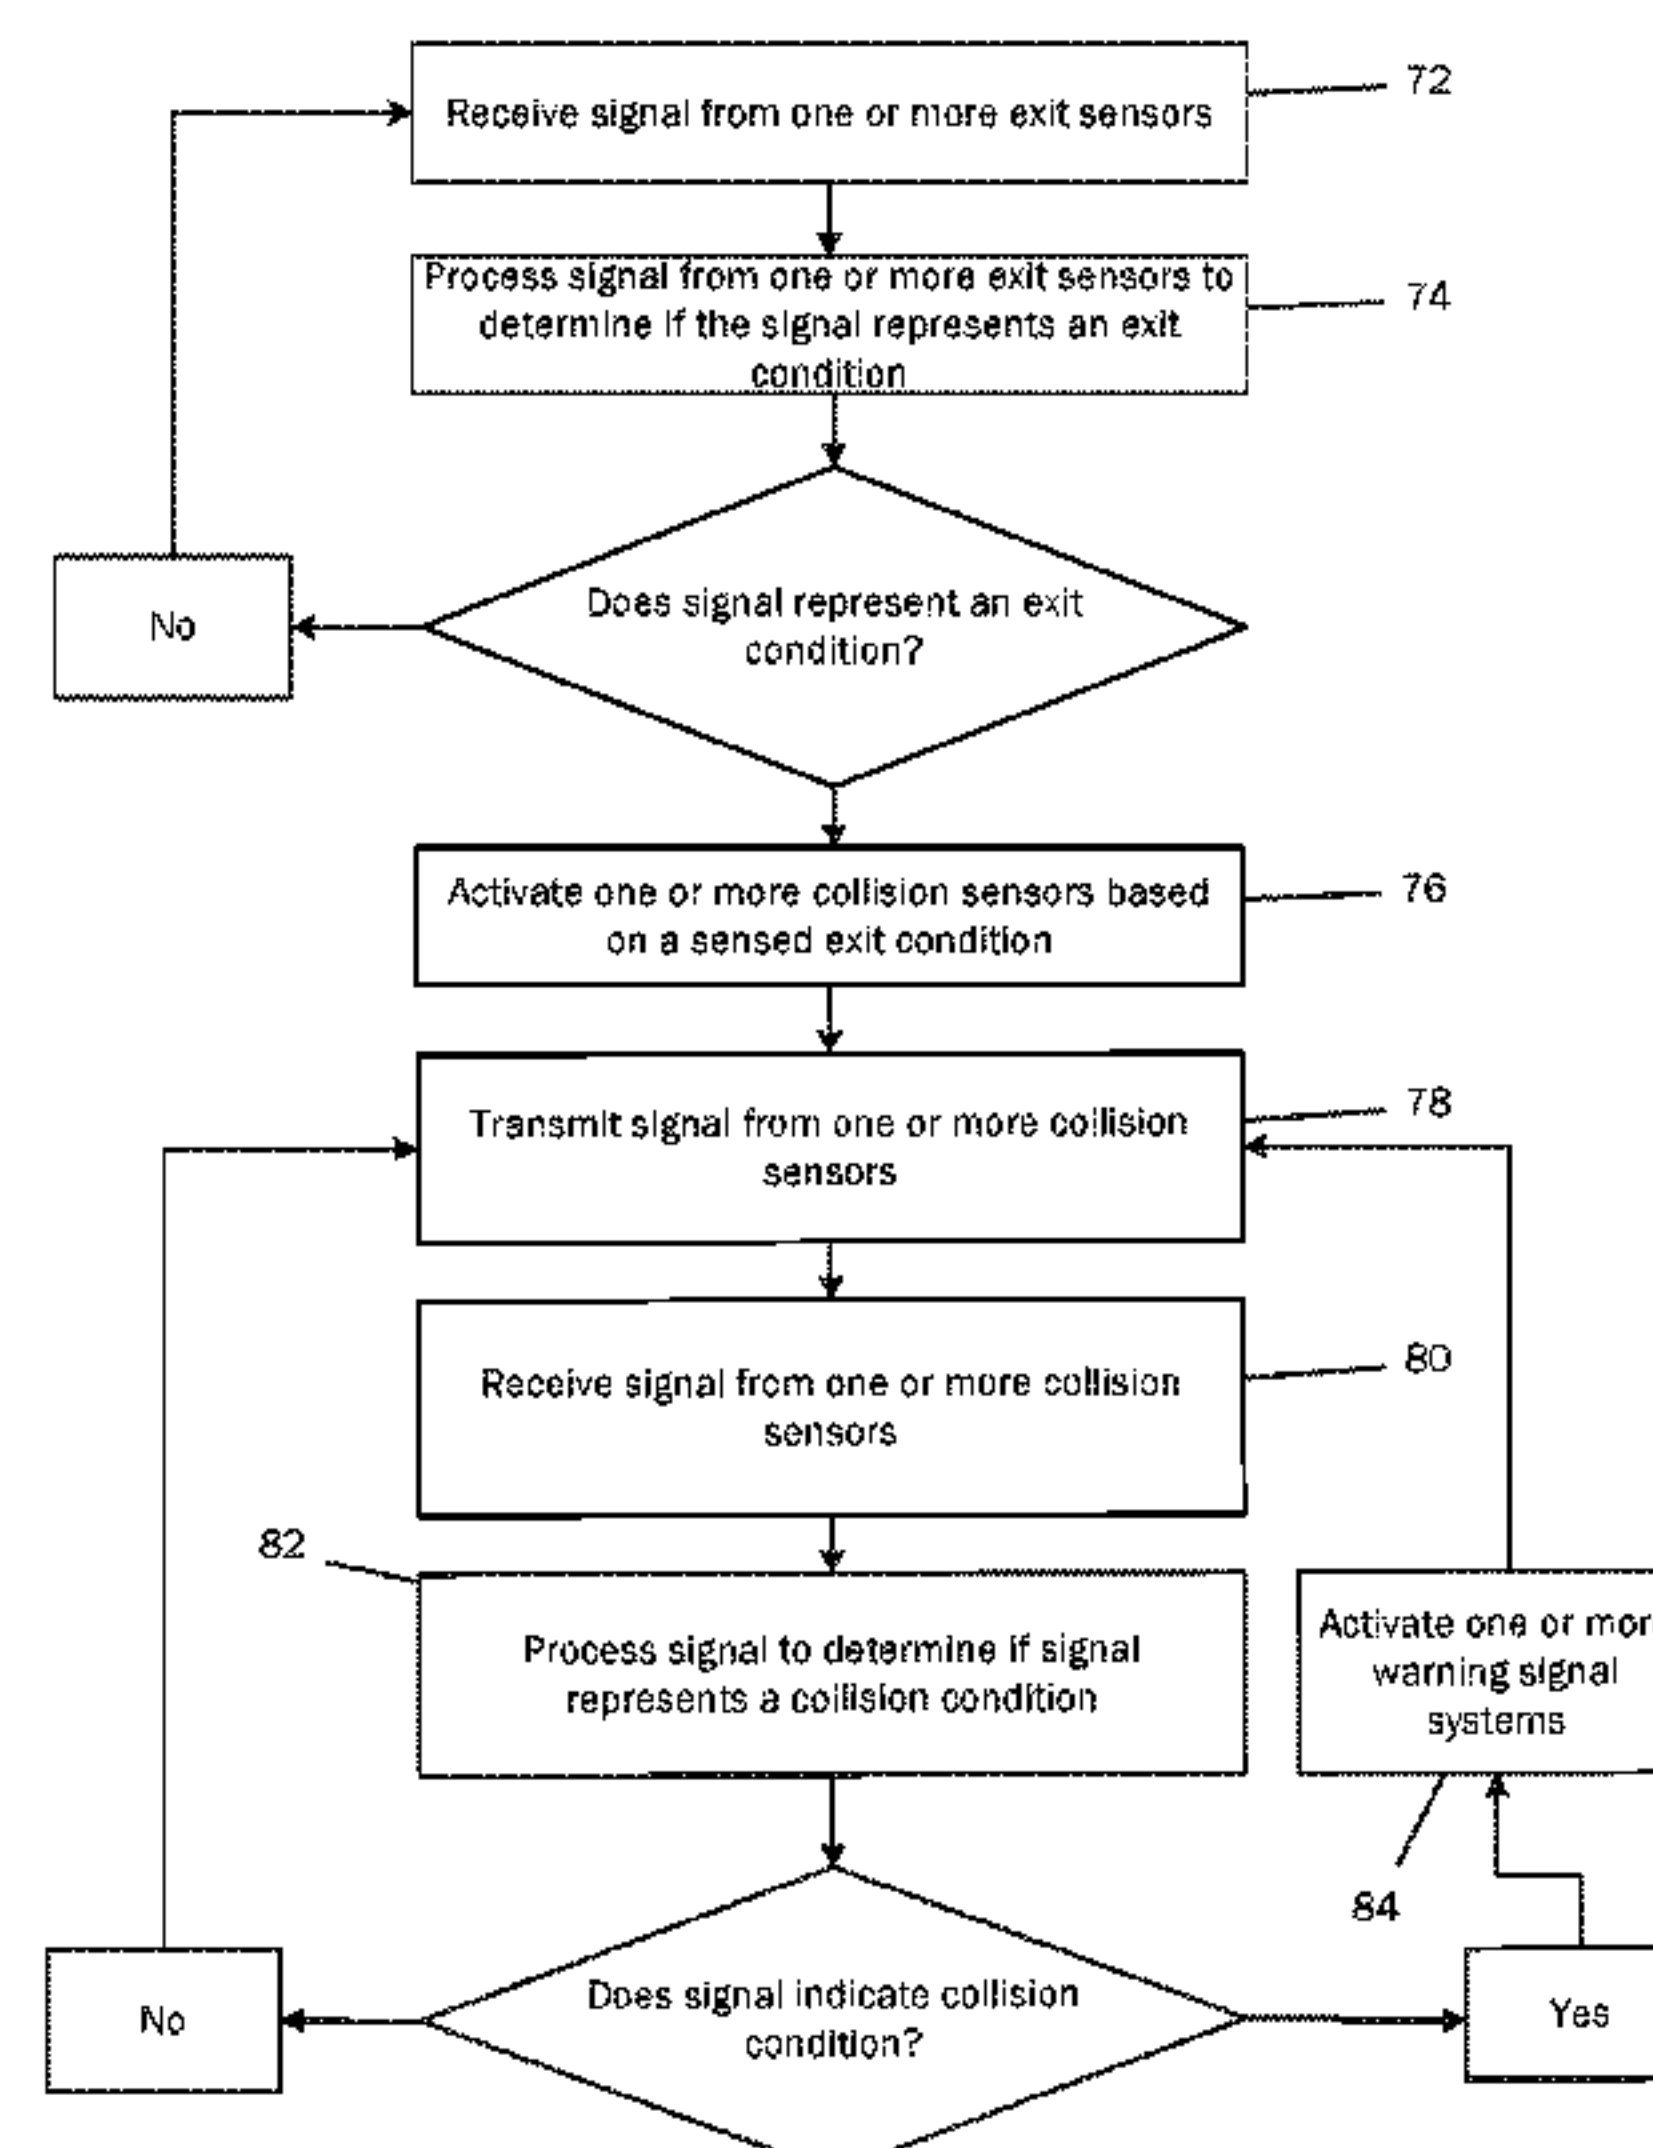 Receive signal from one or more exit sensors
72
Process signal from one or more exit sensors to
determine if the signal represents an exit
condition
74
Does signal represent an exit
condition?
No
Activate one or more collision sensors based
on a sensed exit condition
76
Transmit signal from one or more collision
sensors
78
Receive signal from one or more collision
sensors
80
82
Process signal to determine if signal
represents a collision condition
Activate one or mor
warning signal
systems
84
Does signal indicate collision
condition?
No
Yes